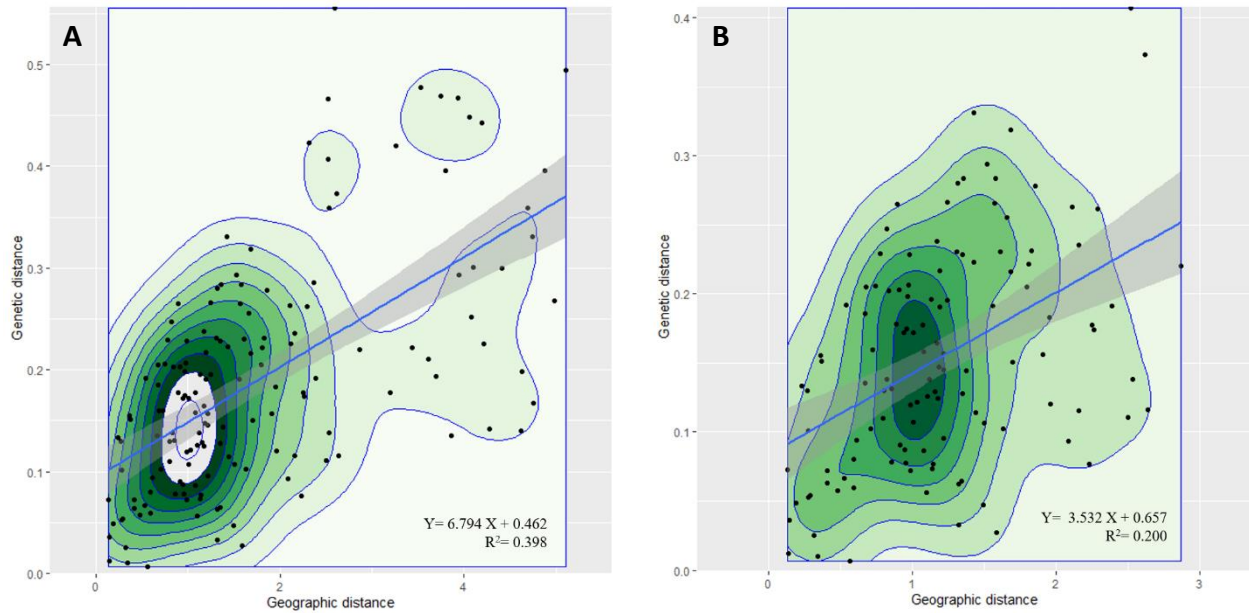 A
0.5
0.4
0.3
0.2
0.1
0.0
Genetic distance
0
2
4
Geographic distance
Y= 6.794 X + 0.462
R²= 0.398
B
0.4
0.3
0.2
0.1
0.0
Genetic distance
0
1
2
3
Geographic distance
Y= 3.532 X + 0.657
R²= 0.200